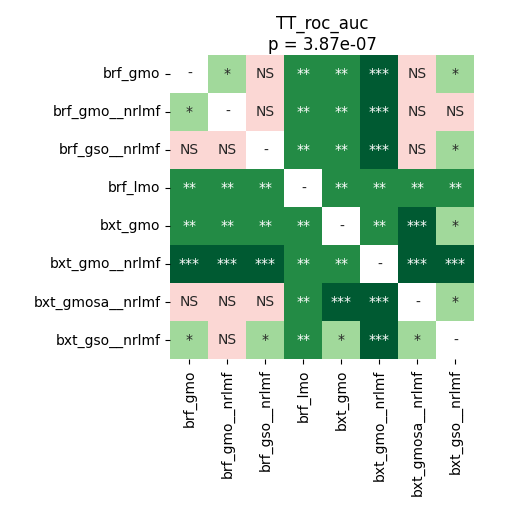 TT_roc_auc
p = 3.87e-07
brf_gmo - * NS ** ** *** NS *
brf_gmo__nrlmf * - NS ** ** *** NS NS
brf_gso__nrlmf NS NS - ** ** *** NS *
brf_lmo ** ** ** - ** ** ** **
bxt_gmo ** ** ** ** - ** *** *
bxt_gmo__nrlmf *** *** *** ** ** - *** ***
bxt_gmosa__nrlmf NS NS NS ** *** *** - *
bxt_gso__nrlmf * NS * ** * *** * -
brf_gmo
brf_gmo__nrlmf
brf_gso__nrlmf
brf_lmo
bxt_gmo
bxt_gmo__nrlmf
bxt_gmosa__nrlmf
bxt_gso__nrlmf